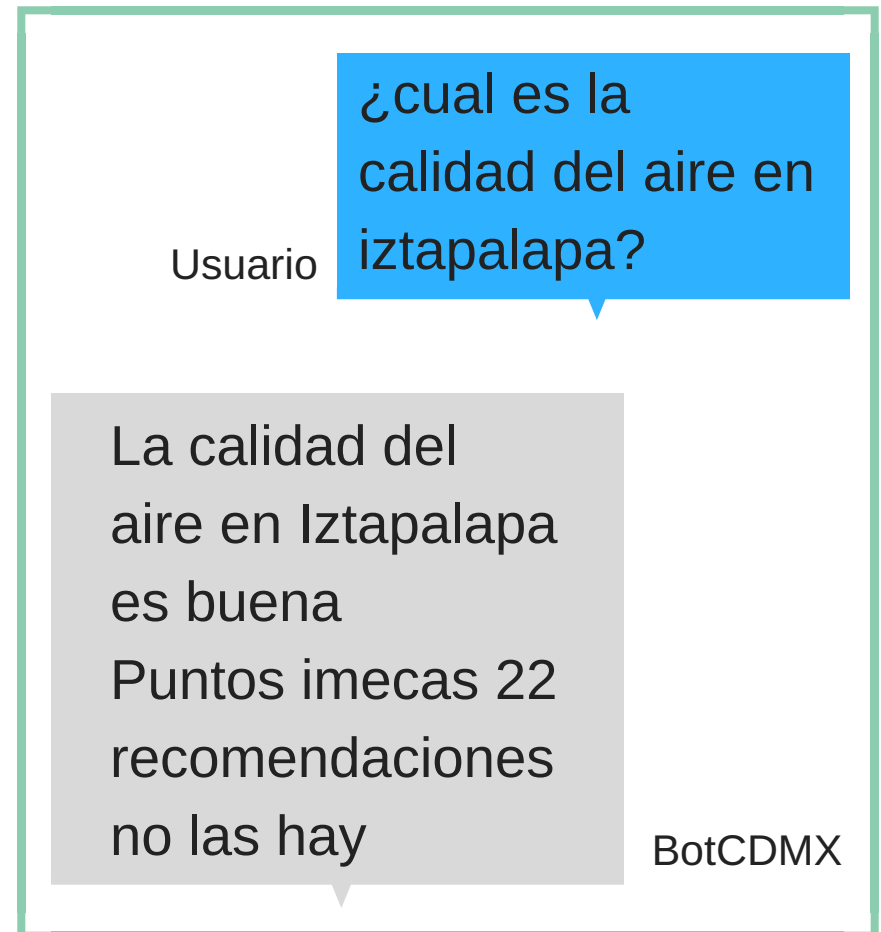 ¿cual es la
calidad del aire en
iztapalapa?
Usuario
La calidad del
aire en Iztapalapa
es buena
Puntos imecas 22
recomendaciones
no las hay
BotCDMX